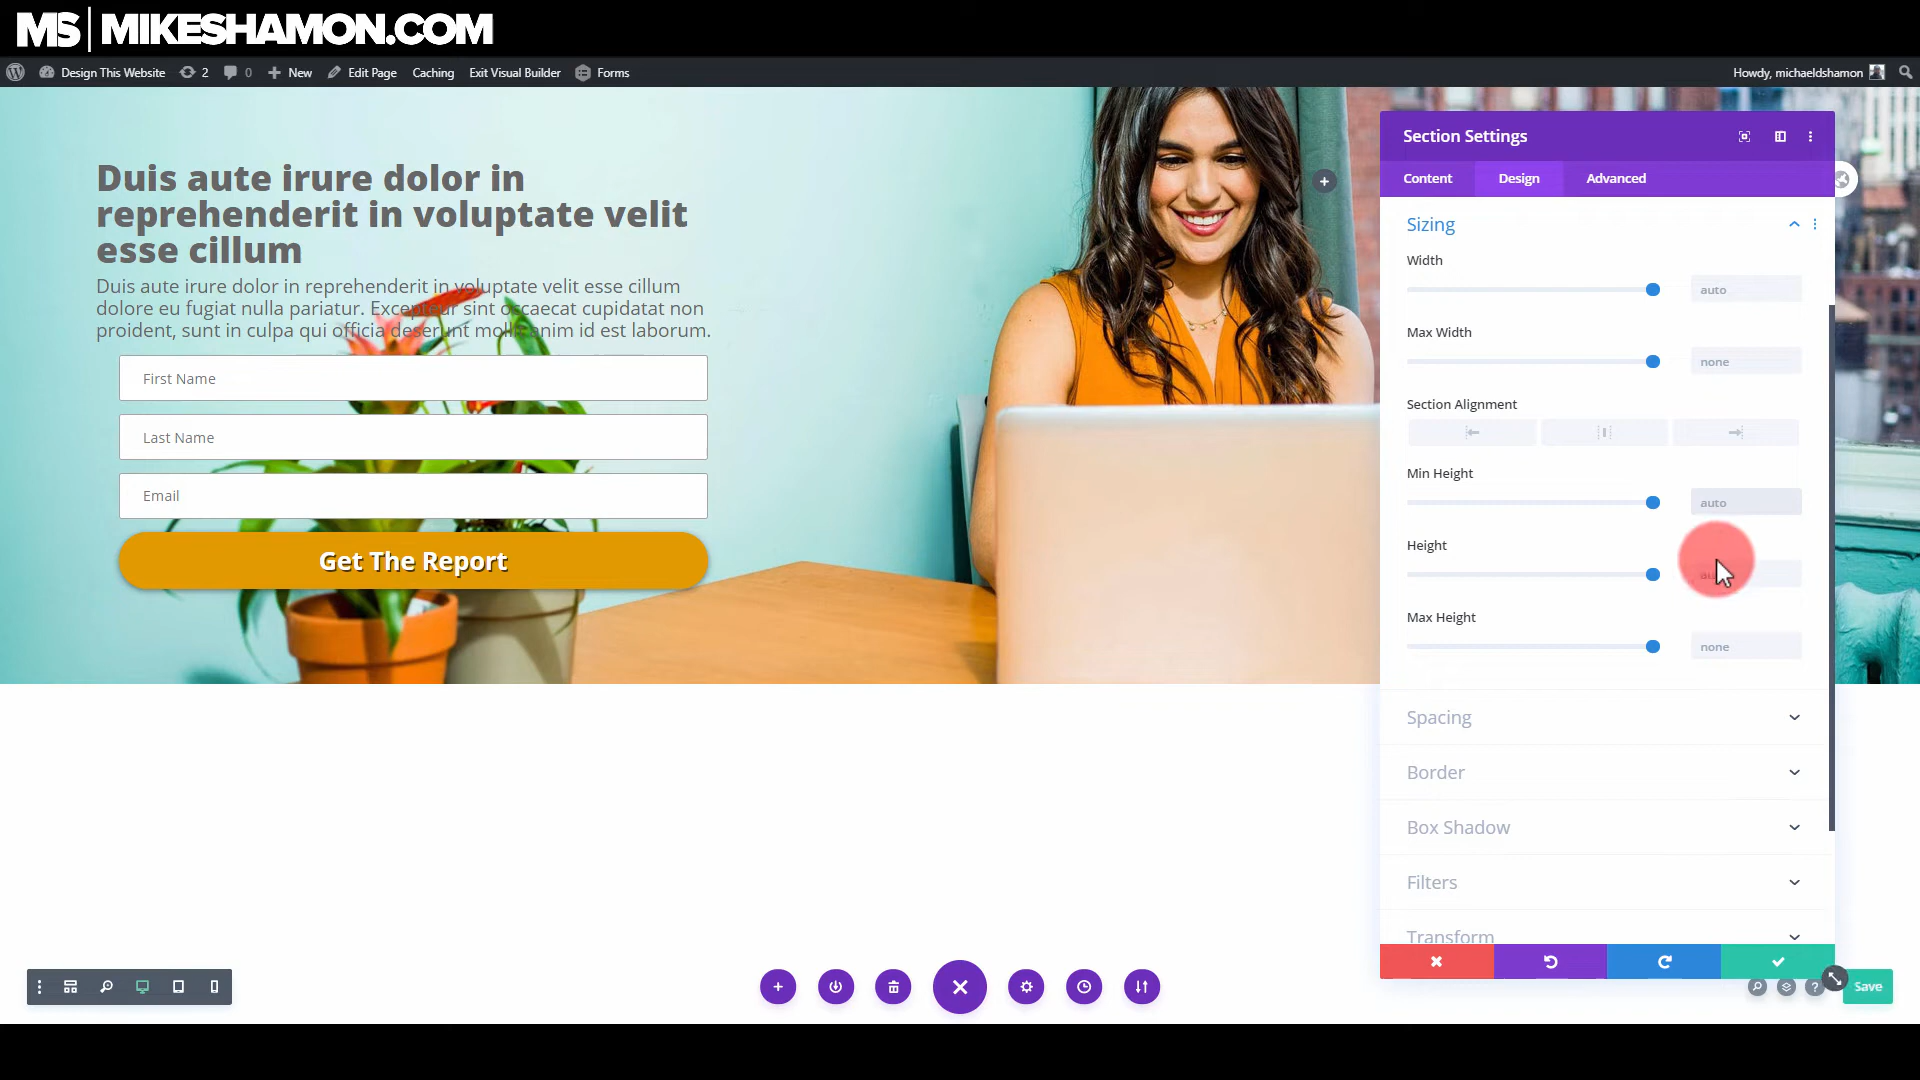 MS | MIKESHAMON.COM
Design This Website 2 0 New Edit Page Caching Exit Visual Builder Forms Howdy, michaeldshamon
Duis aute irure dolor in
reprehenderit in voluptate velit
esse cillum
Duis aute irure dolor in reprehenderit in voluptate velit esse cillum
dolore eu fugiat nulla pariatur. Excepteur sint occaecat cupidatat non
proident, sunt in culpa qui officia deserunt mollit anim id est laborum.
First Name
Last Name
Email
Get The Report
Section Settings
Content Design Advanced
Sizing
Width
auto
Max Width
none
Section Alignment
Min Height
auto
Height
Max Height
none
Spacing
Border
Box Shadow
Filters
Transform
? Save